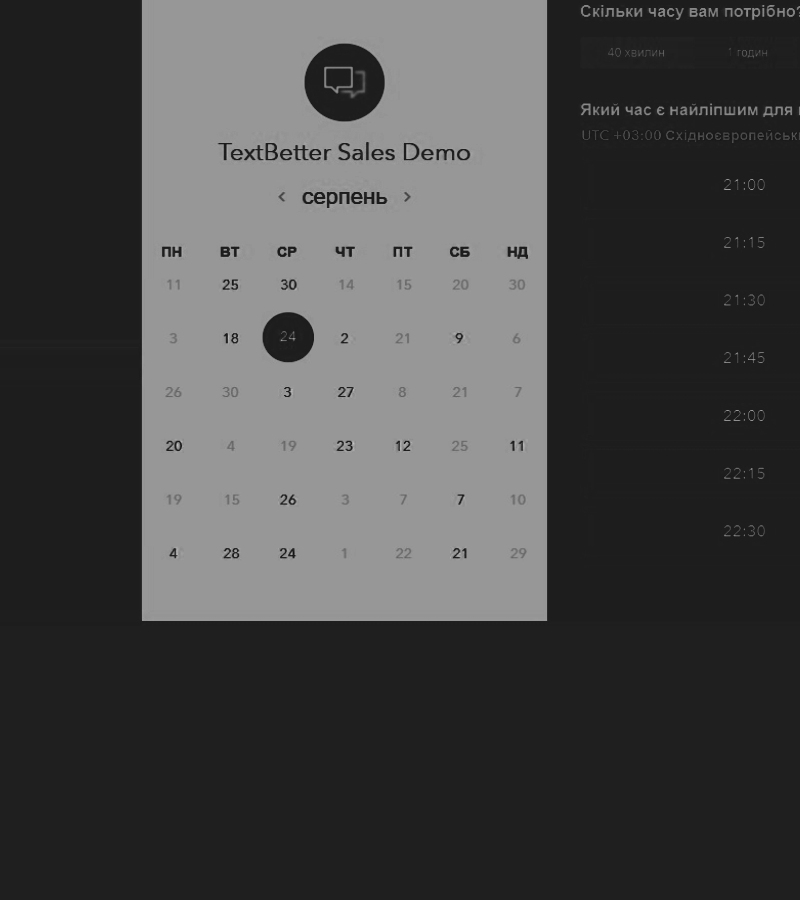 TextBetter Sales Demo
< серпень >
ПН ВТ СР ЧТ ПТ СБ НД
11 25 30 14 15 20 30
3 18 24 2 21 9 6
26 30 3 27 8 21 7
20 4 19 23 12 25 11
19 15 26 3 7 7 10
4 28 24 1 22 21 29
Скільки часу вам потрібно?
40 хвилин 1 годин
Який час є найліпшим для
UTC +03:00
21:00
21:15
21:30
21:45
22:00
22:15
22:30